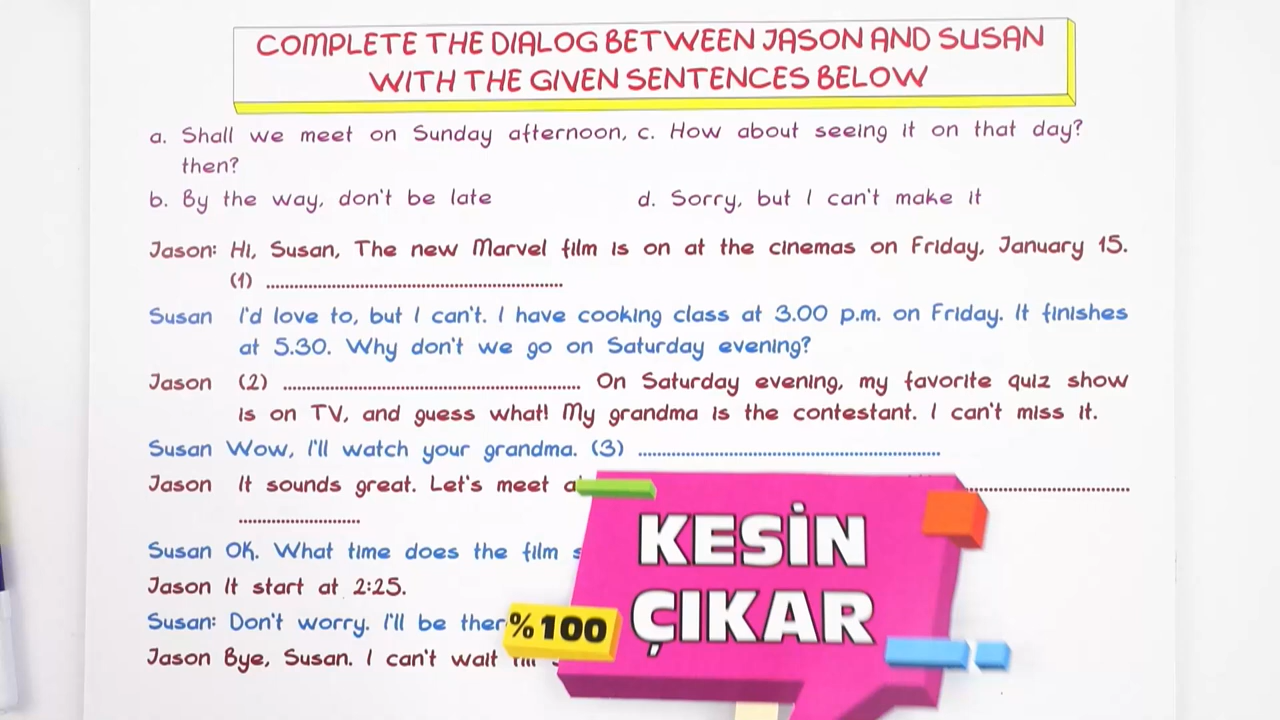 COMPLETE THE DIALOG BETWEEN JASON AND SUSAN
WITH THE GIVEN SENTENCES BELOW
a. Shall we meet on Sunday afternoon, c. How about seeing it on that day?
then?
b. By the way, don't be late d. Sorry, but I can't make it
Jason: Hi, Susan, The new Marvel film is on at the cinemas on Friday, January 15.
(1) ................................................................
Susan I'd love to, but I can't. I have cooking class at 3.00 p.m. on Friday. It finishes
at 5.30. Why don't we go on Saturday evening?
Jason (2) ................................................................ On Saturday evening, my favorite quiz show
is on TV, and guess what! My grandma is the contestant. I can't miss it.
Susan Wow, I'll watch your grandma. (3) ................................................................
Jason It sounds great. Let's meet ................................
..........................
Susan OK. What time does the film
Jason It start at 2:25.
Susan: Don't worry. I'll be
Jason Bye, Susan. I can't wait
KESİN
ÇIKAR
%100